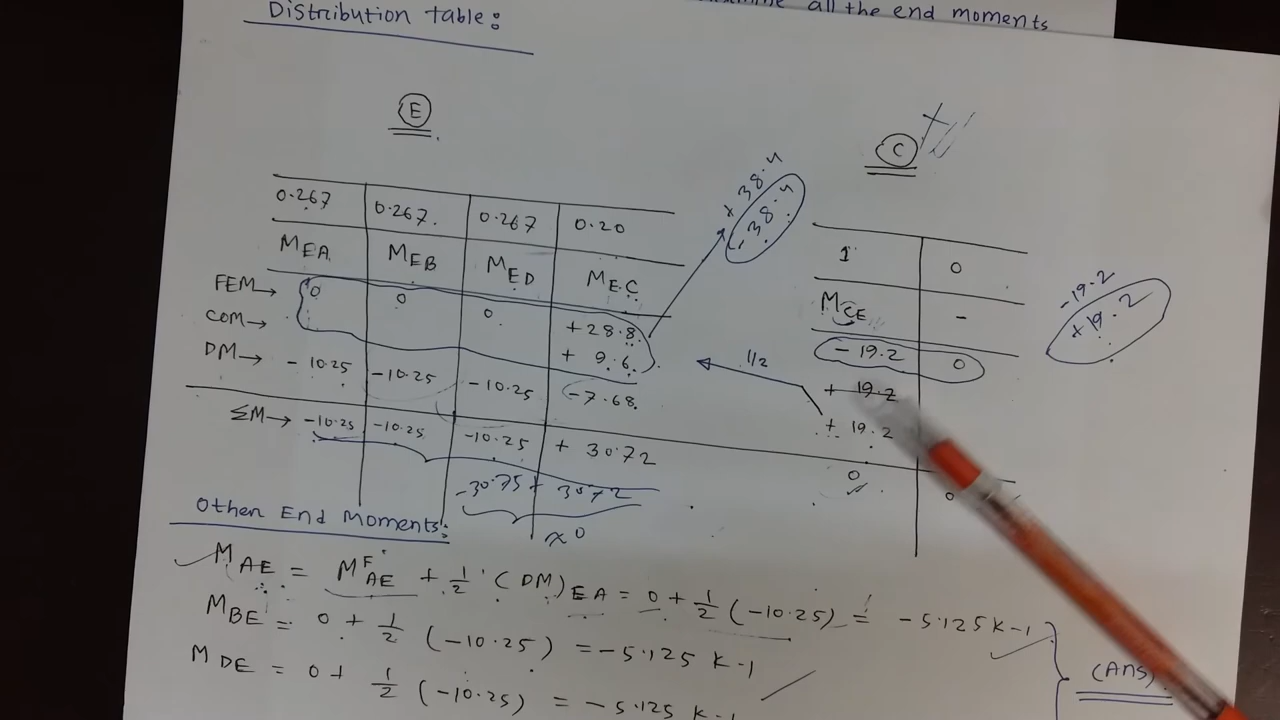 all the end moments
Distribution table:
E
C
0.267 0.267. 0.267 0.20
MEA MEB MED MEC
FEM→ 0 0 0. +28.8
COM→ + 9.6
DM→ -10.25 -10.25 -10.25 -7.68
ΣM→ -10.25 -10.25 -10.25 + 30.72
-30.75 + 30.72
≈0
+38.4
-38.4
1 0
MCE -
-19.2 0
+ 19.2
+ 19.2
0 0
1/2
-19.2
+19.2
Other End Moments:
MAE = M^F AE + 1/2 (DM)EA = 0 + 1/2 (-10.25) = -5.125 k-1
MBE = 0 + 1/2 (-10.25) = -5.125 k-1
MDE = 0 + 1/2 (-10.25) = -5.125 k-1
(Ans)